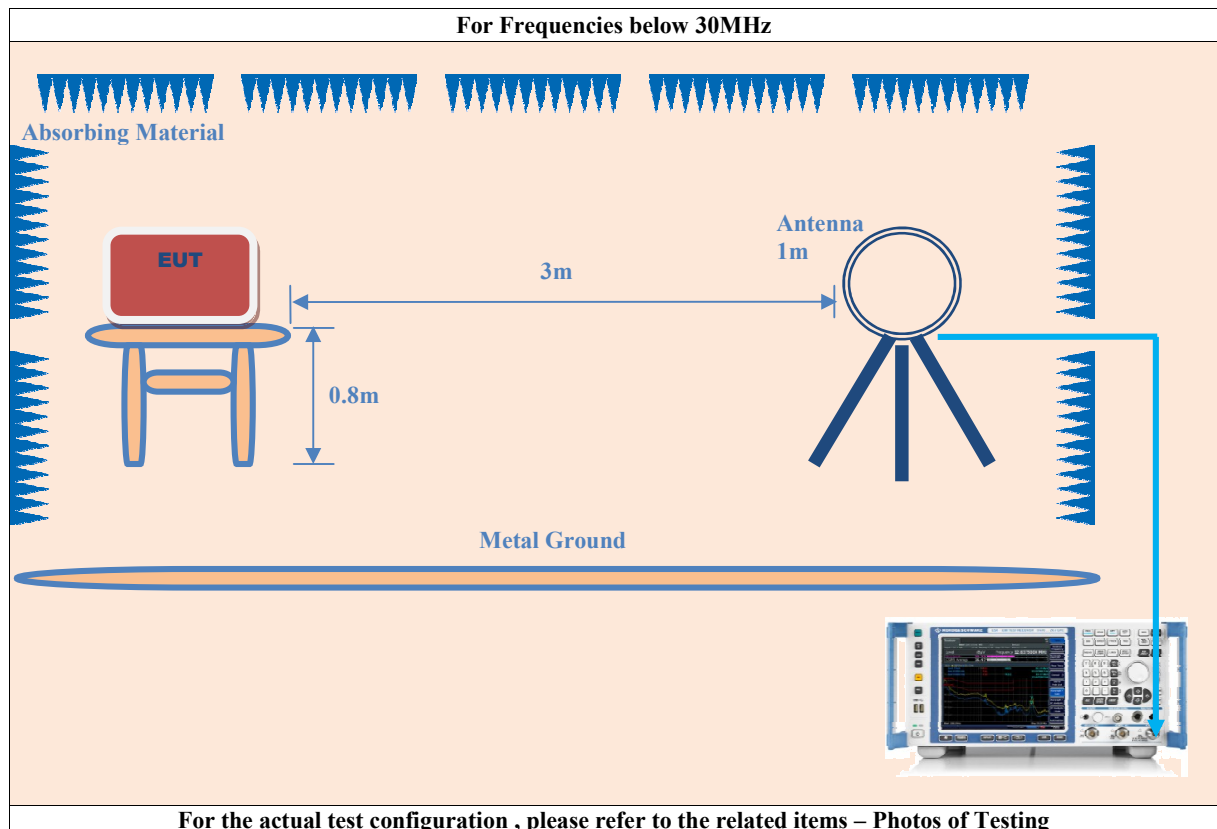 For Frequencies below 30MHz
Absorbing Material
Antenna
1m
EUT
3m
0.8m
Metal Ground
For the actual test configuration , please refer to the related items – Photos of Testing